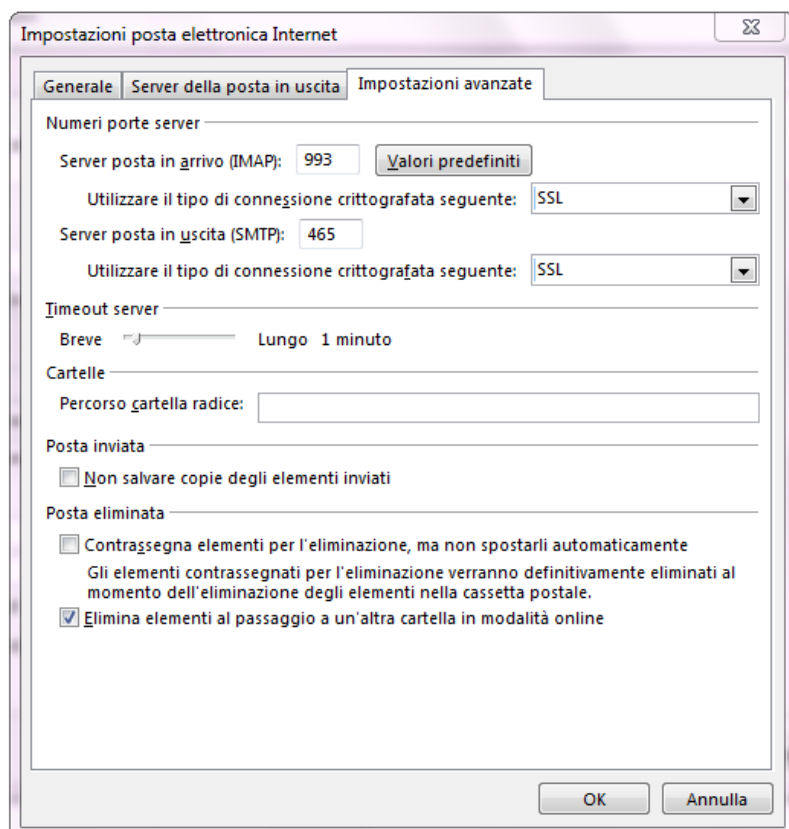 Impostazioni posta elettronica Internet
Generale Server della posta in uscita Impostazioni avanzate
Numeri porte server
Server posta in arrivo (IMAP): 993 Valori predefiniti
Utilizzare il tipo di connessione crittografata seguente: SSL
Server posta in uscita (SMTP): 465
Utilizzare il tipo di connessione crittografata seguente: SSL
Timeout server
Breve Lungo 1 minuto
Cartelle
Percorso cartella radice:
Posta inviata
Non salvare copie degli elementi inviati
Posta eliminata
Contrassegna elementi per l'eliminazione, ma non spostarli automaticamente
Gli elementi contrassegnati per l'eliminazione verranno definitivamente eliminati al
momento dell'eliminazione degli elementi nella cassetta postale.
Elimina elementi al passaggio a un'altra cartella in modalità online
OK Annulla